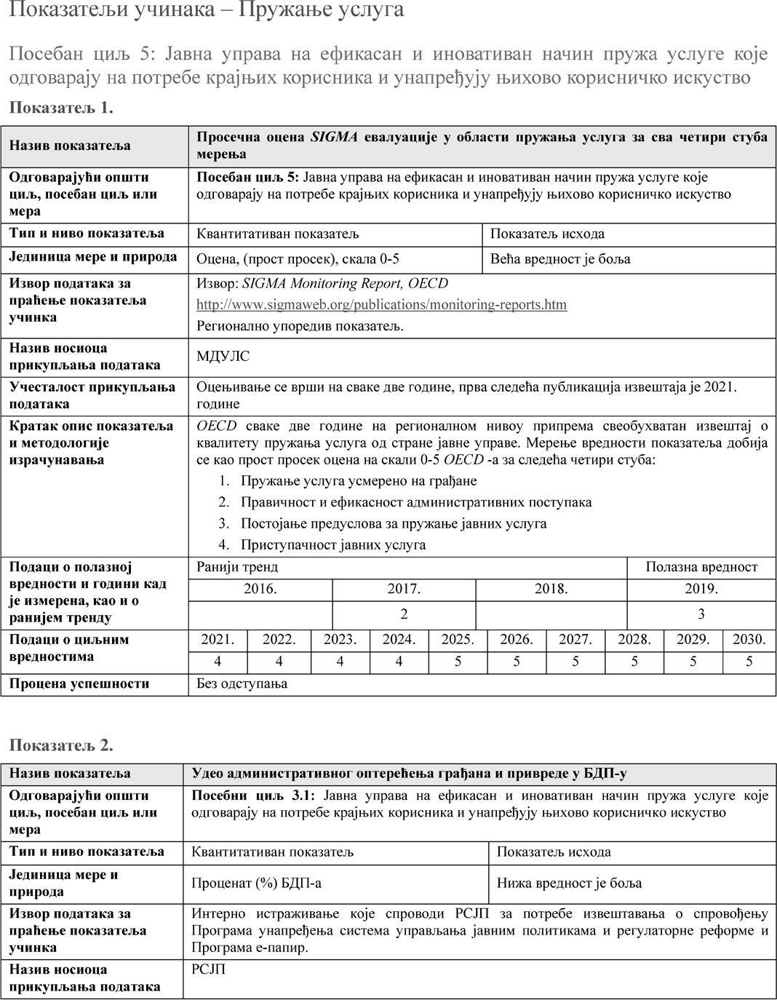 Показатељи учинака – Пружање услуга
Посебан циљ 5: Јавна управа на ефикасан и иновативан начин пружа услуге које
одговарају на потребе крајњих корисника и унапређују њихово корисничко искуство
Показатељ 1.
Назив показатеља
Просечна оцена SIGMA евалуације у области пружања услуга за сва четири стуба
мерења
Одговарајући општи
циљ, посебан циљ или
мера
Посебан циљ 5: Јавна управа на ефикасан и иновативан начин пружа услуге које
одговарају на потребе крајњих корисника и унапређују њихово корисничко искуство
Тип и ниво показатеља
Квантитативан показатељ
Показатељ исхода
Јединица мере и природа
Оцена, (прост просек), скала 0-5
Већа вредност је боља
Извор података за
праћење показатеља
учинка
Извор: SIGMA Monitoring Report, OECD
http://www.sigmaweb.org/publications/monitoring-reports.htm
Регионално упоредив показатељ.
Назив носиоца
прикупљања података
МДУЛС
Учесталост прикупљања
података
Оцењивање се врши на сваке две године, прва следећа публикација извештаја је 2021.
године
Кратак опис показатеља
и методологије
израчунавања
OECD сваке две године на регионалном нивоу припрема свеобухватан извештај о
квалитету пружања услуга од стране јавне управе. Мерење вредности показатеља добија
се као прост просек оцена на скали 0-5 OECD -а за следећа четири стуба:
1. Пружање услуга усмерено на грађане
2. Правичност и ефикасност административних поступака
3. Постојање предуслова за пружање јавних услуга
4. Приступачност јавних услуга
Подаци о полазној
вредности и години кад
је измерена, као и о
ранијем тренду
Ранији тренд Полазна вредност
2016. 2017. 2018. 2019.
2 3
Подаци о циљним
вредностима
2021. 2022. 2023. 2024. 2025. 2026. 2027. 2028. 2029. 2030.
4 4 4 4 5 5 5 5 5 5
Процена успешности
Без одступања
Показатељ 2.
Назив показатеља
Удео административног оптерећења грађана и привреде у БДП-у
Одговарајући општи
циљ, посебан циљ или
мера
Посебни циљ 3.1: Јавна управа на ефикасан и иновативан начин пружа услуге које
одговарају на потребе крајњих корисника и унапређују њихово корисничко искуство
Тип и ниво показатеља
Квантитативан показатељ
Показатељ исхода
Јединица мере и
природа
Проценат (%) БДП-а
Нижа вредност је боља
Извор података за
праћење показатеља
учинка
Интерно истраживање које спроводи РСЈП за потребе извештавања о спровођењу
Програма унапређења система управљања јавним политикама и регулаторне реформе и
Програма е-папир.
Назив носиоца
прикупљања података
РСЈП